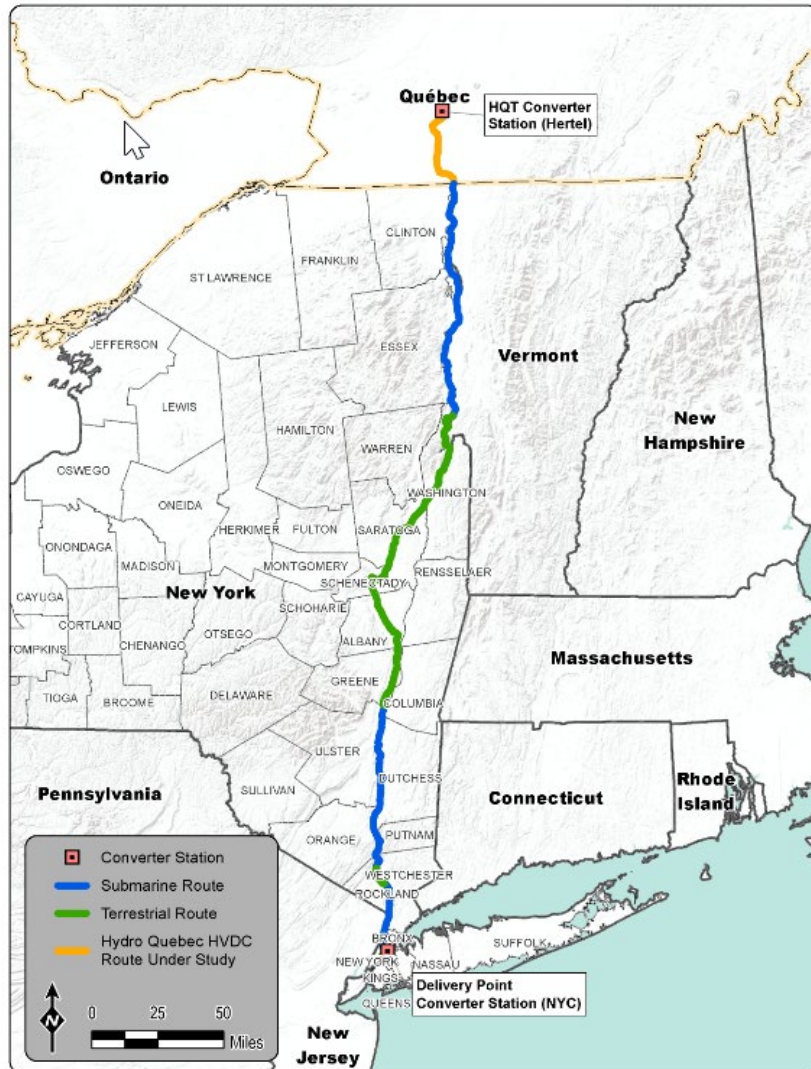 Québec
HQT Converter
Station (Hertel)
Ontario
CLINTON
FRANKLIN
ST LAWRENCE
JEFFERSON
ESSEX
Vermont
LEWIS
HAMILTON
WARREN
New
Hampshire
OSWEGO
ONEIDA
WASHINGTON
HERKIMER
FULTON
SARATOGA
ONONDAGA
MADISON
MONTGOMERY
SCHENECTADY
RENSSELAER
CAYUGA
New York
SCHOHARIE
CORTLAND
OTSEGO
ALBANY
TOMPKINS
CHENANGO
Massachusetts
TIOGA
BROOME
DELAWARE
GREENE
COLUMBIA
ULSTER
DUTCHESS
Pennsylvania
SULLIVAN
Connecticut
Rhode
Island
ORANGE
PUTNAM
WESTCHESTER
ROCKLAND
BRONX
NEW YORK
NASSAU
SUFFOLK
KINGS
QUEENS
Delivery Point
Converter Station (NYC)
New
Jersey
Converter Station
Submarine Route
Terrestrial Route
Hydro Quebec HVDC
Route Under Study
N
0 25 50
Miles